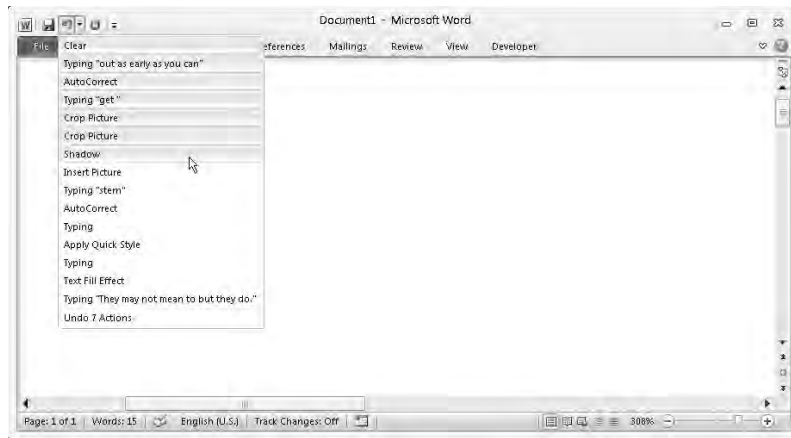 Document1 - Microsoft Word
File eferences Mailings Review View Developer
Clear
Typing "out as early as you can"
AutoCorrect
Typing "get "
Crop Picture
Crop Picture
Shadow
Insert Picture
Typing "stem"
AutoCorrect
Typing
Apply Quick Style
Typing
Text Fill Effect
Typing "They may not mean to but they do."
Undo 7 Actions
Page: 1 of 1 Words: 15 English (U.S.) Track Changes: Off 308%